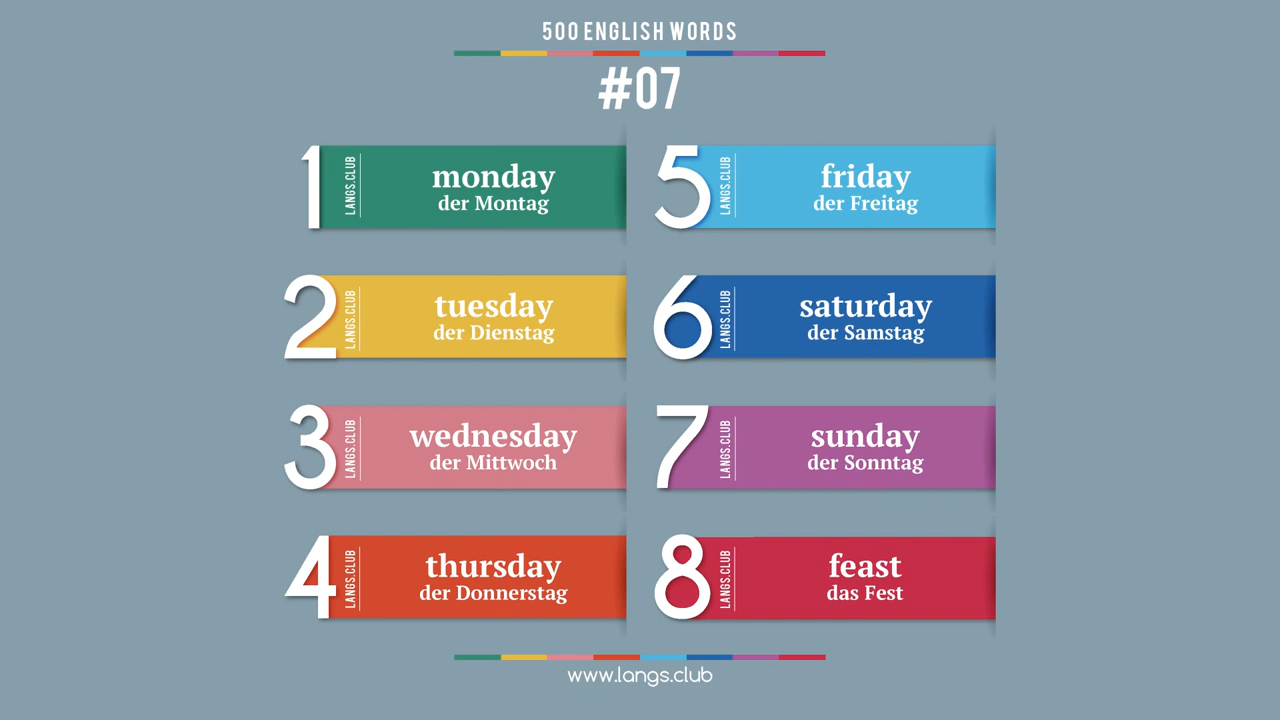 500 ENGLISH WORDS
#07
1
LANGS.CLUB
monday
der Montag
2
LANGS.CLUB
tuesday
der Dienstag
3
LANGS.CLUB
wednesday
der Mittwoch
4
LANGS.CLUB
thursday
der Donnerstag
5
LANGS.CLUB
friday
der Freitag
6
LANGS.CLUB
saturday
der Samstag
7
LANGS.CLUB
sunday
der Sonntag
8
LANGS.CLUB
feast
das Fest
www.langs.club